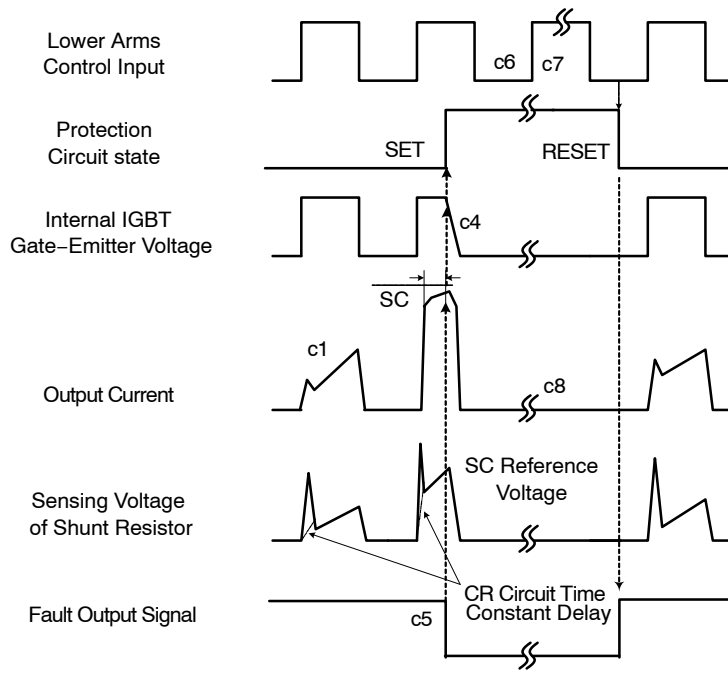 Lower Arms
Control Input
c6
c7
Protection
Circuit state
SET
RESET
Internal IGBT
Gate−Emitter Voltage
c4
SC
c1
Output Current
c8
Sensing Voltage
of Shunt Resistor
SC Reference
Voltage
Fault Output Signal
c5
CR Circuit Time
Constant Delay